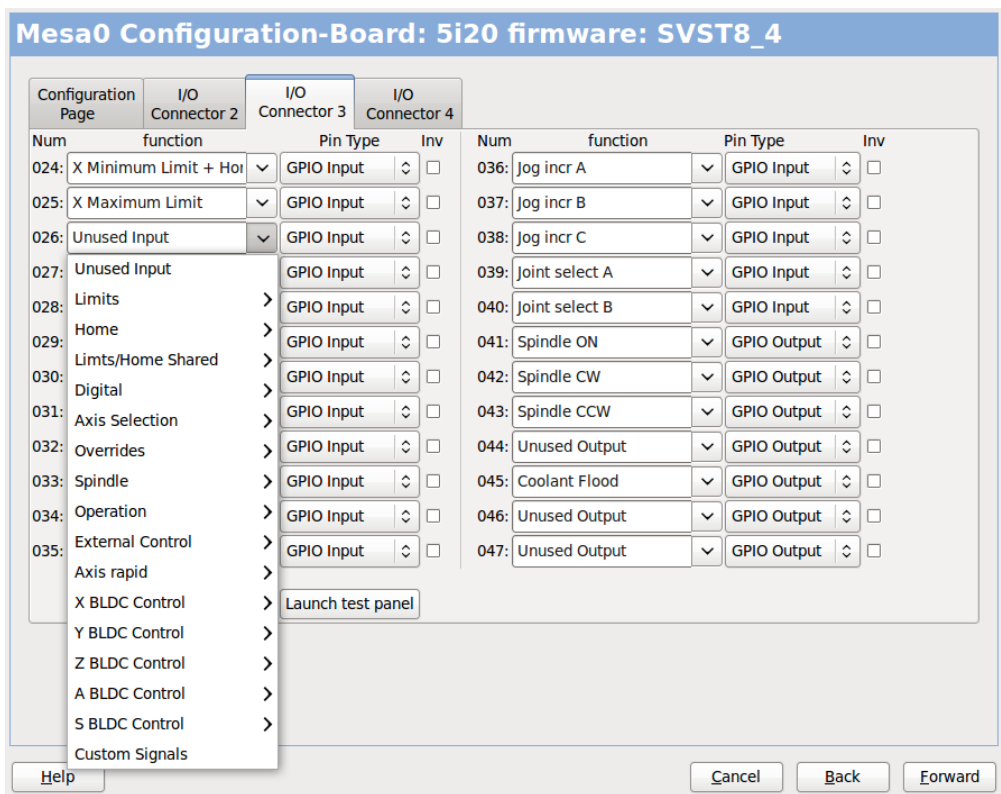 Mesa0 Configuration-Board: 5i20 firmware: SVST8_4
Configuration Page
I/O Connector 2
I/O Connector 3
I/O Connector 4
Num function Pin Type Inv Num function Pin Type Inv
024: X Minimum Limit + Hor GPIO Input 036: Jog incr A GPIO Input
025: X Maximum Limit GPIO Input 037: Jog incr B GPIO Input
026: Unused Input GPIO Input 038: Jog incr C GPIO Input
027: GPIO Input 039: Joint select A GPIO Input
028: GPIO Input 040: Joint select B GPIO Input
029: GPIO Input 041: Spindle ON GPIO Output
030: GPIO Input 042: Spindle CW GPIO Output
031: GPIO Input 043: Spindle CCW GPIO Output
032: GPIO Input 044: Unused Output GPIO Output
033: GPIO Input 045: Coolant Flood GPIO Output
034: GPIO Input 046: Unused Output GPIO Output
035: GPIO Input 047: Unused Output GPIO Output
Unused Input
Limits
Home
Limts/Home Shared
Digital
Axis Selection
Overrides
Spindle
Operation
External Control
Axis rapid
X BLDC Control
Y BLDC Control
Z BLDC Control
A BLDC Control
S BLDC Control
Custom Signals
Launch test panel
Help Cancel Back Forward